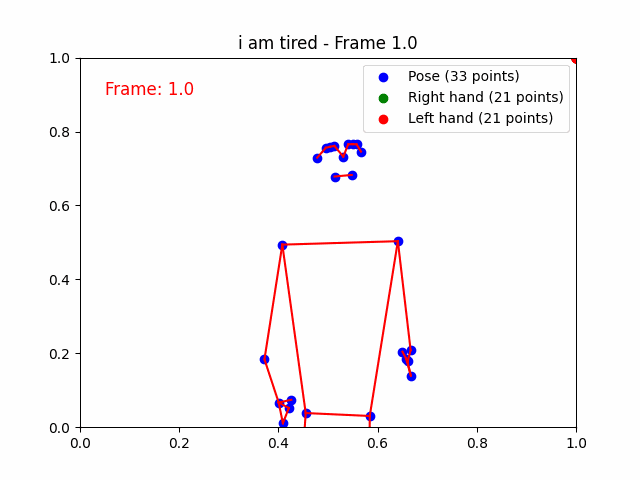 i am tired - Frame 1.0
Frame: 1.0
Pose (33 points)
Right hand (21 points)
Left hand (21 points)
1.0
0.8
0.6
0.4
0.2
0.0
0.0 0.2 0.4 0.6 0.8 1.0